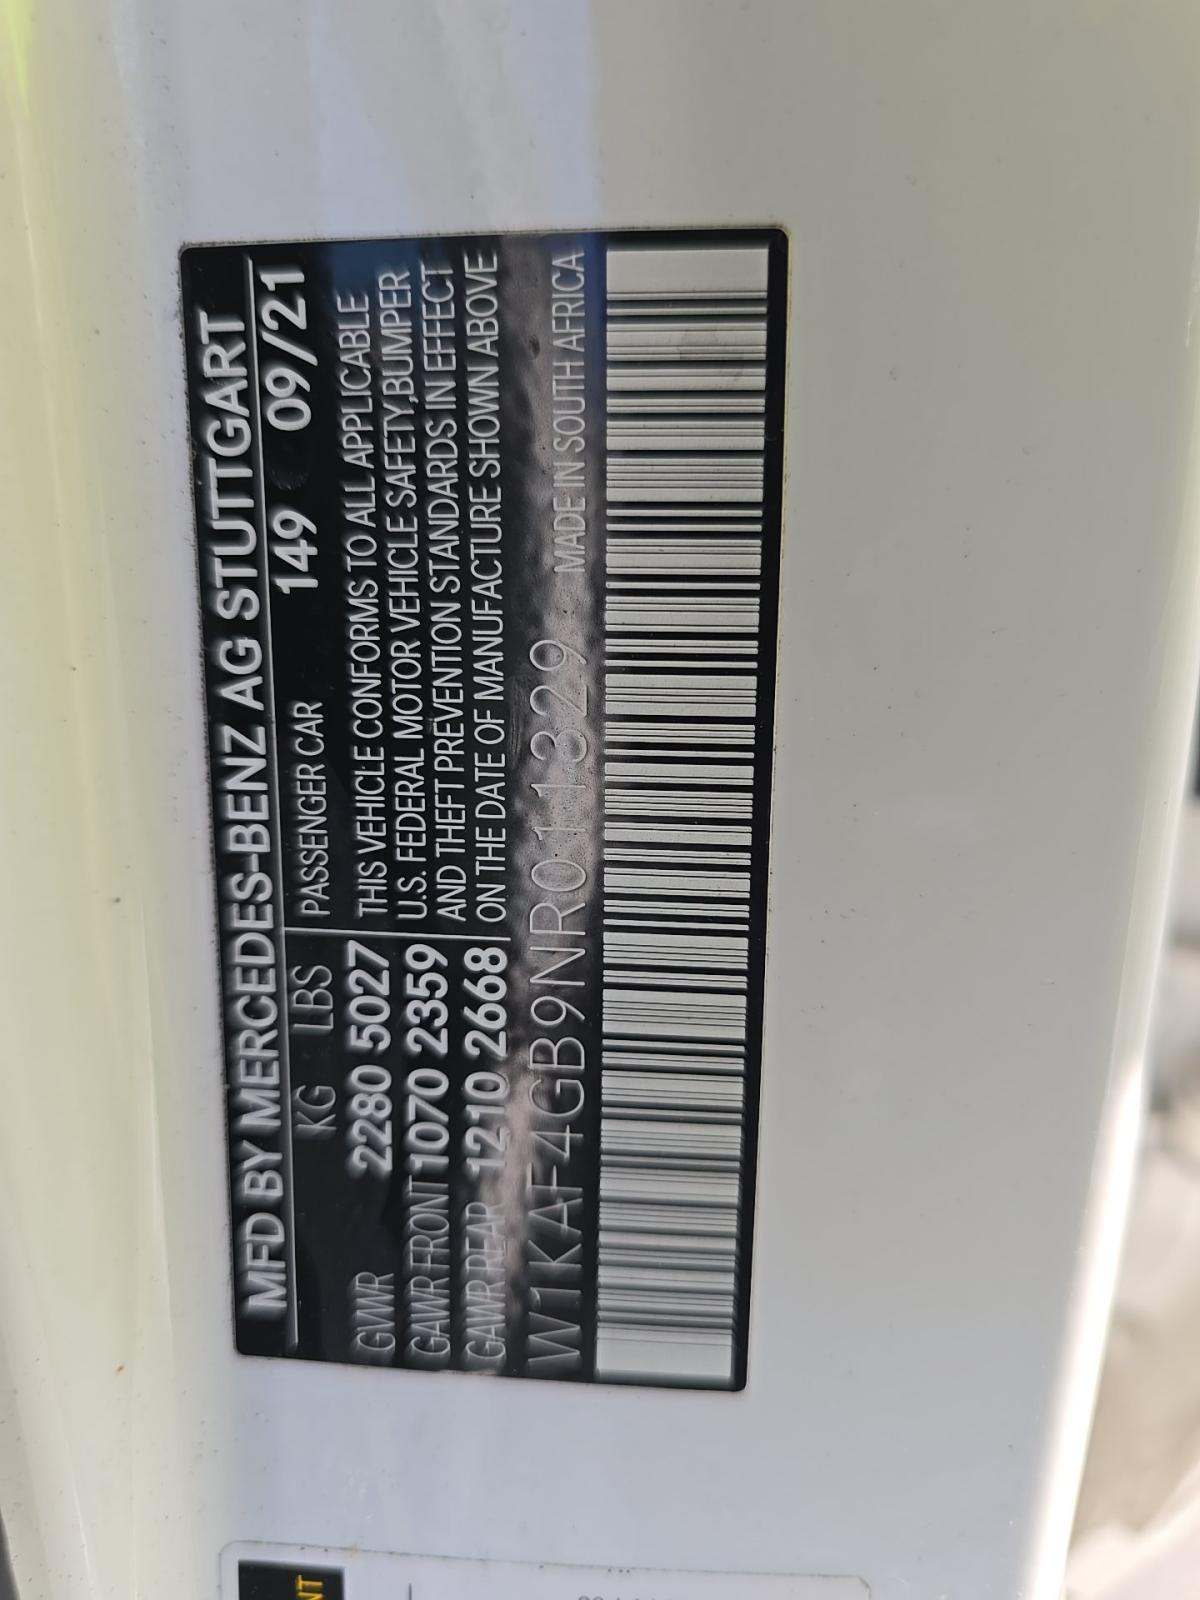 MFD BY MERCEDES-BENZ AG STUTTGART
KG LBS PASSENGER CAR 149 09/21
GVWR 2280 5027 THIS VEHICLE CONFORMS TO ALL APPLICABLE
U.S. FEDERAL MOTOR VEHICLE SAFETY,BUMPER
GAWR FRONT 1070 2359 AND THEFT PREVENTION STANDARDS IN EFFECT
GAWR REAR 1210 2668 ON THE DATE OF MANUFACTURE SHOWN ABOVE
W1KAF4GB9NR011329 MADE IN SOUTH AFRICA